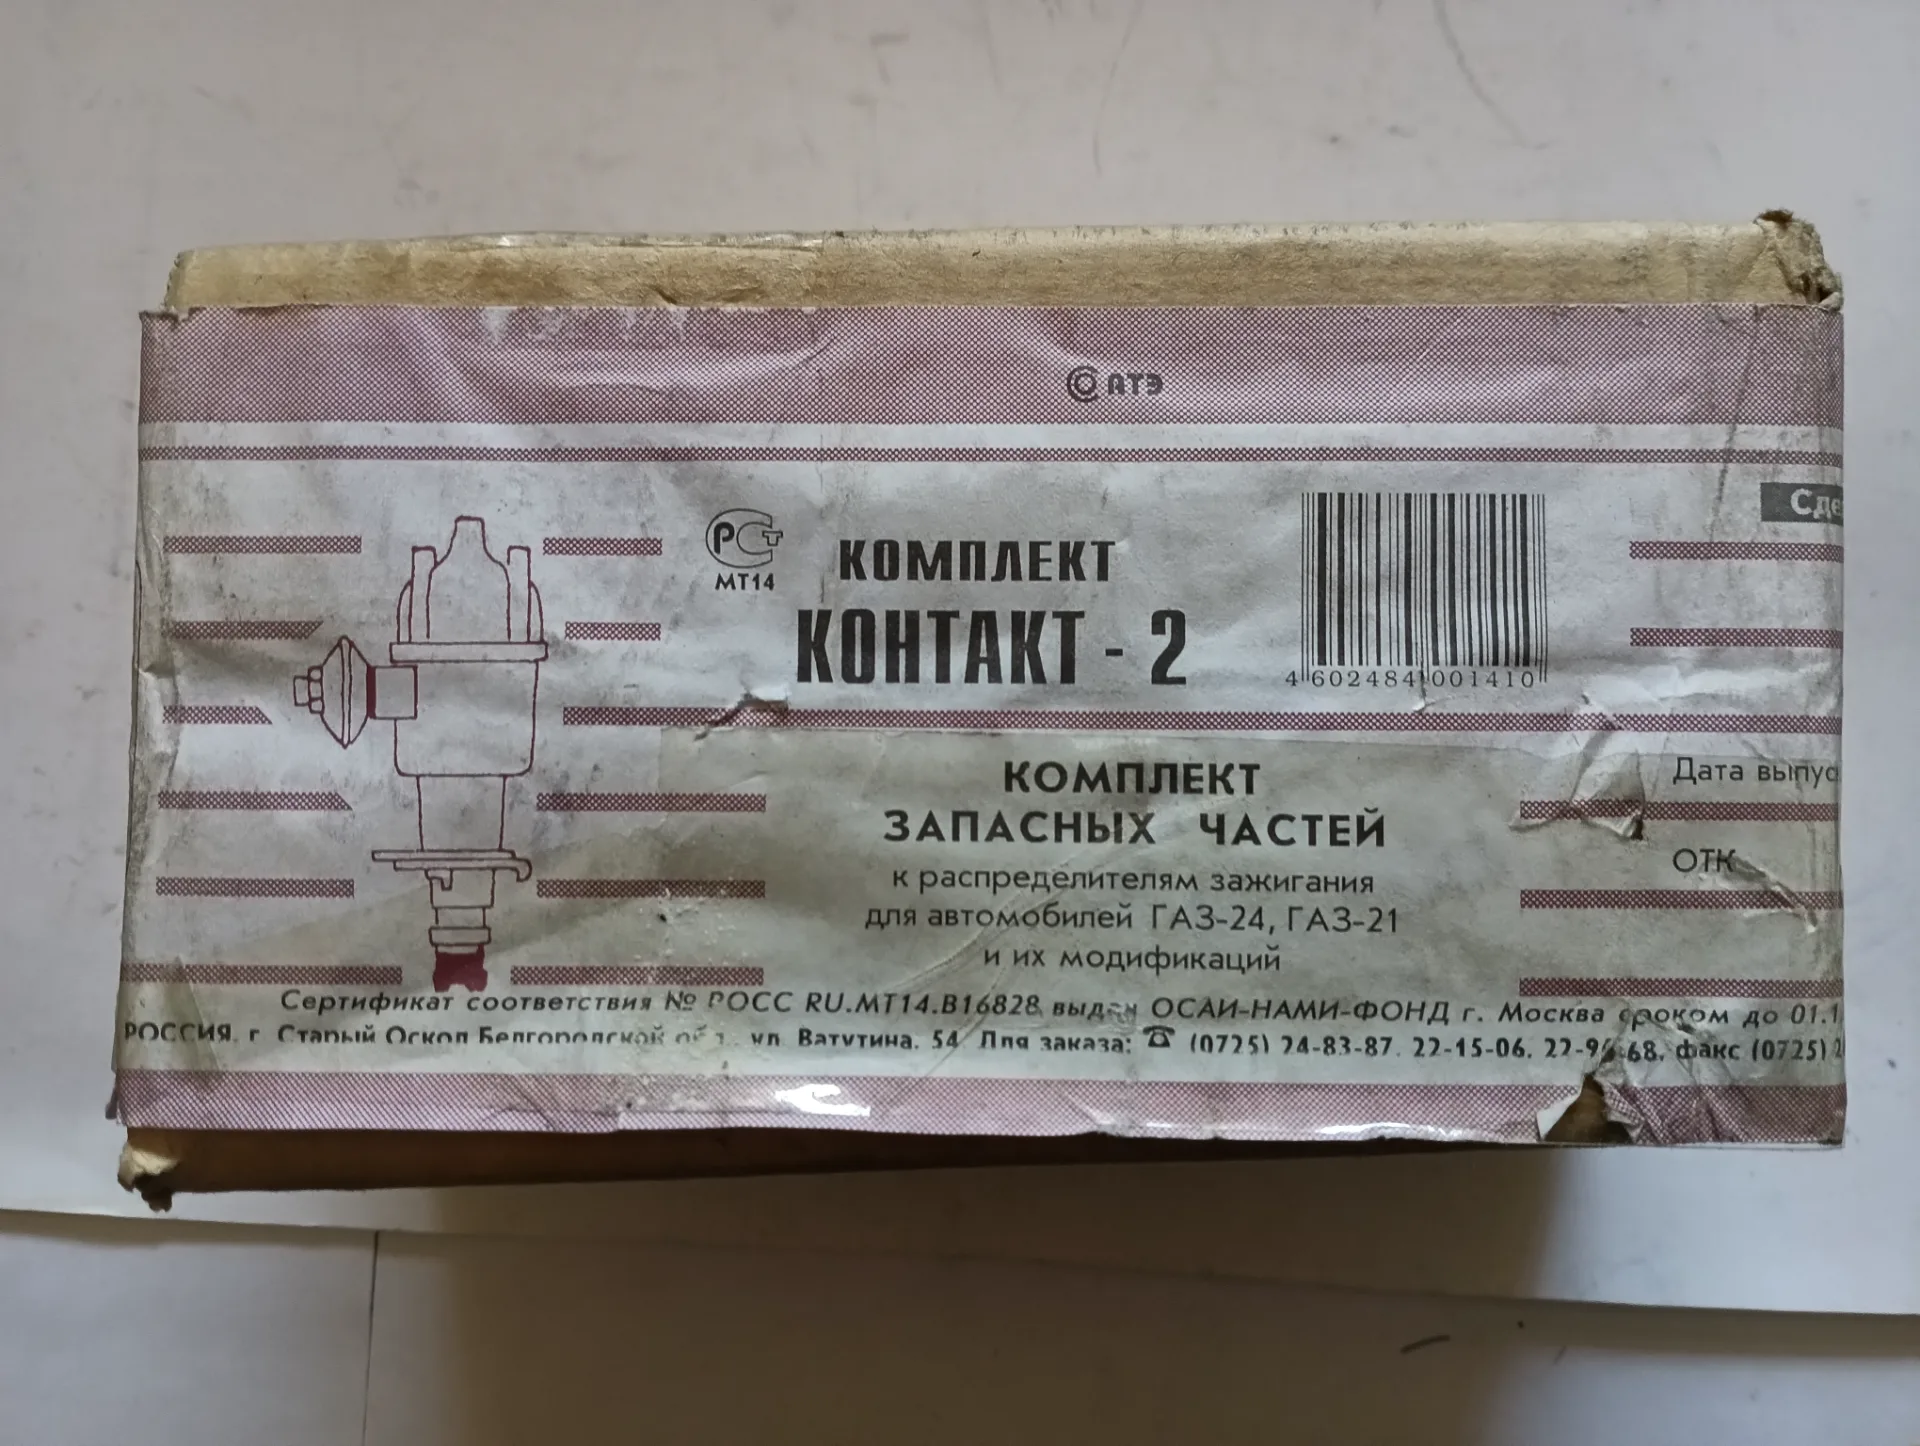 АТЭ
Сде
РСт
МТ14
КОМПЛЕКТ
КОНТАКТ - 2
4 602484 001410
КОМПЛЕКТ
ЗАПАСНЫХ ЧАСТЕЙ
к распределителям зажигания
для автомобилей ГАЗ-24, ГАЗ-21
и их модификаций
Дата выпус
ОТК
Сертификат соответствия № РОСС RU.МТ14.В16828 выдан ОСАИ-НАМИ-ФОНД г. Москва сроком до 01.1
РОССИЯ, г. Старый Оскол Белгородской ул. Ватутина, 54 Для заказа: ☎ (0725) 24-83-87, 22-15-06, факс (0725)